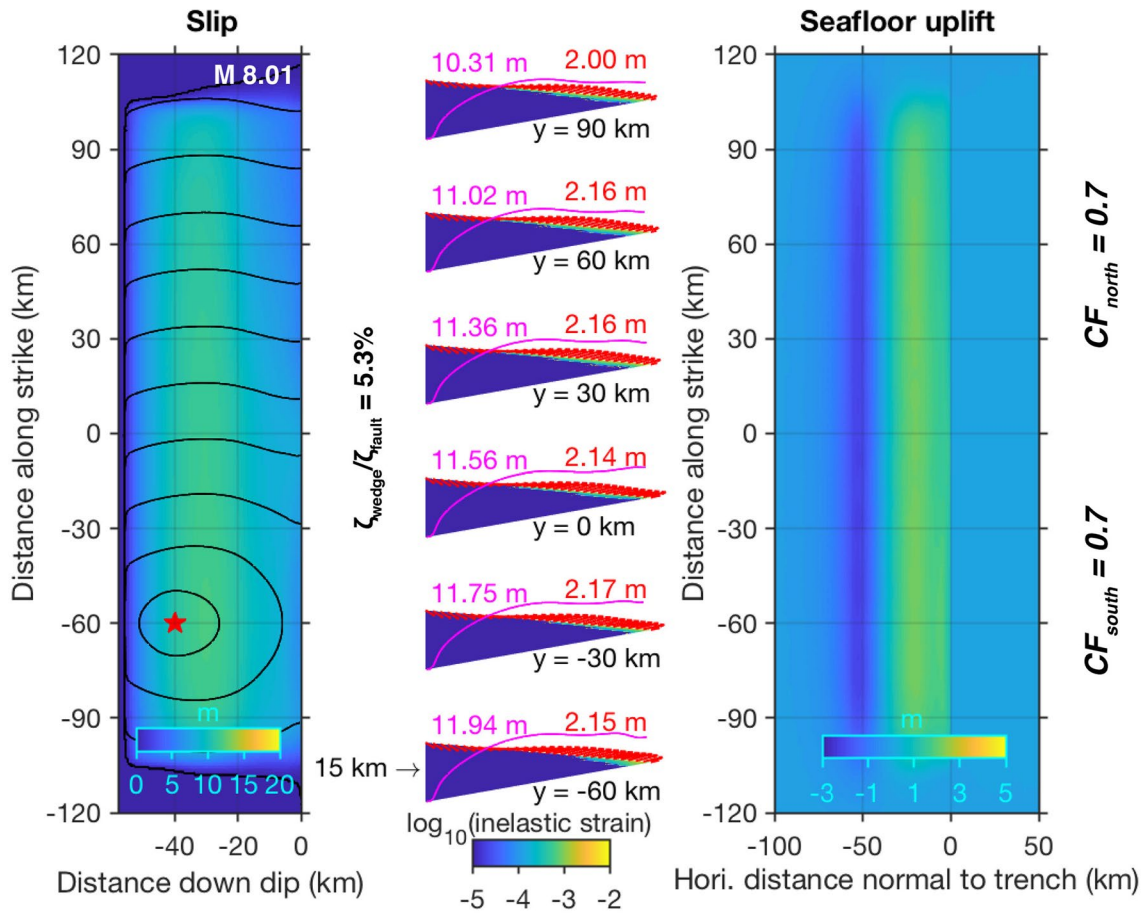 Slip
M 8.01
120
90
60
30
0
-30
-60
-90
-120
Distance along strike (km)
m
0 5 10 15 20
-40 -20 0
Distance down dip (km)
ζwedge/ζfault = 5.3%
10.31 m 2.00 m
y = 90 km
11.02 m 2.16 m
y = 60 km
11.36 m 2.16 m
y = 30 km
11.56 m 2.14 m
y = 0 km
11.75 m 2.17 m
y = -30 km
11.94 m 2.15 m
15 km →
y = -60 km
log10(inelastic strain)
-5 -4 -3 -2
Seafloor uplift
120
90
60
30
0
-30
-60
-90
-120
Distance along strike (km)
m
-3 -1 1 3 5
-100 -50 0 50
Hori. distance normal to trench (km)
CFnorth = 0.7
CFsouth = 0.7